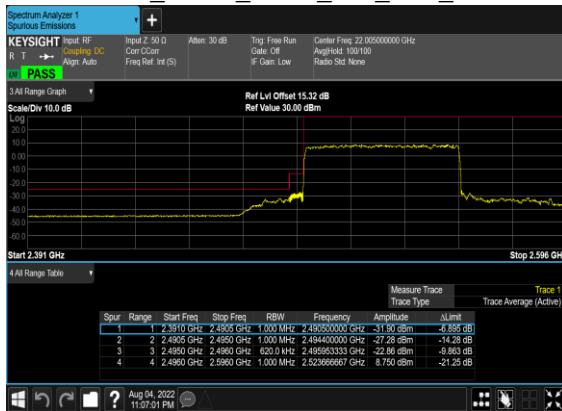 Spectrum Analyzer 1
Spurious Emissions
KEYSIGHT Input: RF Input Z: 50 Ω Atten: 30 dB Trig: Free Run Center Freq: 22.005000000 GHz
R T Coupling: DC Corr CCorr Gate: Off Avg|Hold: 100/100
Align: Auto Freq Ref: Int (S) IF Gain: Low Radio Std: None
PASS
3 All Range Graph
Ref Lvl Offset 15.32 dB
Scale/Div 10.0 dB Ref Value 30.00 dBm
Log
20.0
10.0
0.00
-10.0
-20.0
-30.0
-40.0
-50.0
-60.0
Start 2.391 GHz Stop 2.596 GH
4 All Range Table
Measure Trace Trace 1
Trace Type Trace Average (Active)
Spur Range Start Freq Stop Freq RBW Frequency Amplitude ΔLimit
1 1 2.3910 GHz 2.4905 GHz 1.000 MHz 2.490500000 GHz -31.90 dBm -6.895 dB
2 2 2.4905 GHz 2.4950 GHz 1.000 MHz 2.494400000 GHz -27.28 dBm -14.28 dB
3 3 2.4950 GHz 2.4960 GHz 620.0 kHz 2.495953333 GHz -22.86 dBm -9.863 dB
4 4 2.4960 GHz 2.5960 GHz 1.000 MHz 2.523666667 GHz 8.750 dBm -21.25 dB
Aug 04, 2022
11:07:01 PM